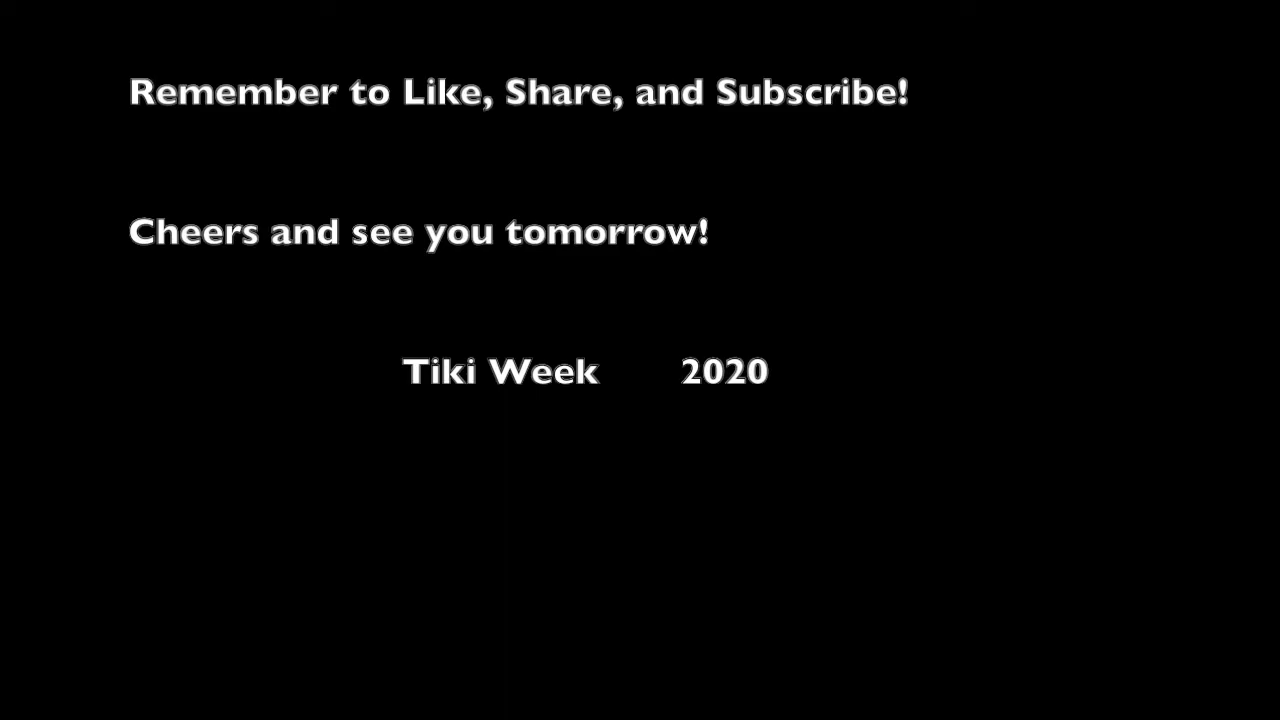 Remember to Like, Share, and Subscribe!
Cheers and see you tomorrow!
Tiki Week 2020